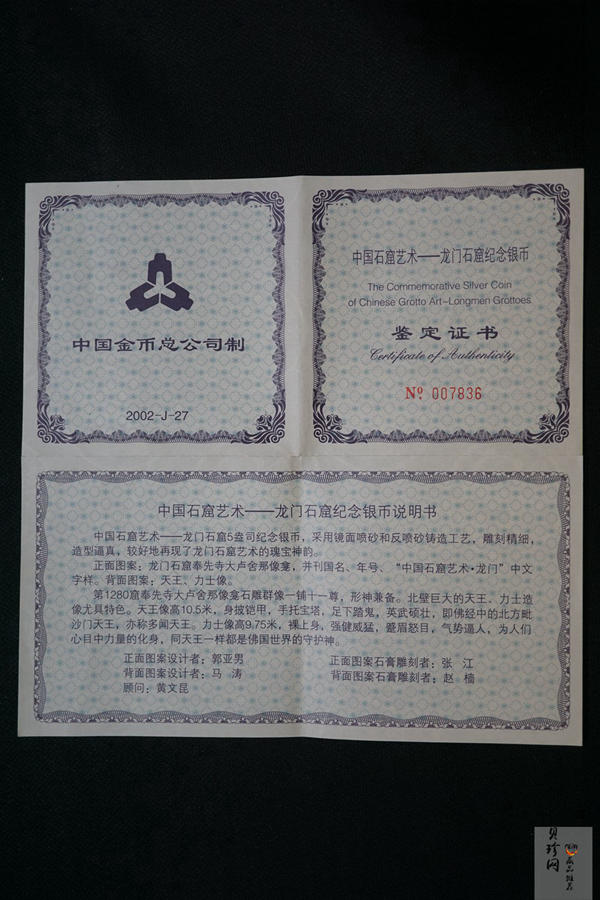 中国金币总公司制
2002-J-27
中国石窟艺术——龙门石窟纪念银币
The Commemorative Silver Coin
of Chinese Grotto Art-Longmen Grottoes
鉴定证书
Certificate of Authenticity
Nº 007836
中国石窟艺术——龙门石窟纪念银币说明书
中国石窟艺术——龙门石窟5盎司纪念银币，采用镜面喷砂和反喷砂铸造工艺，雕刻精细，
造型逼真，较好地再现了龙门石窟艺术的瑰宝神韵。
正面图案：龙门石窟奉先寺大卢舍那像龛，并刊国名、年号、“中国石窟艺术·龙门”中文
字样。背面图案：天王、力士像。
第1280窟奉先寺大卢舍那像龛石雕群像一铺十一尊，形神兼备。北壁巨大的天王、力士造
像尤具特色。天王像高10.5米，身披铠甲，手托宝塔，足下踏鬼，英武硕壮，即佛经中的北方毗
沙门天王，亦称多闻天王。力士像高9.75米，裸上身，强健威猛，蹙眉怒目，气势逼人，为人们
心目中力量的化身，同天王一样都是佛国世界的守护神。
正面图案设计者：郭亚男 正面图案石膏雕刻者：张 江
背面图案设计者：马 涛 背面图案石膏雕刻者：赵 樯
顾问：黄文昆
贝珍网
藏品推荐